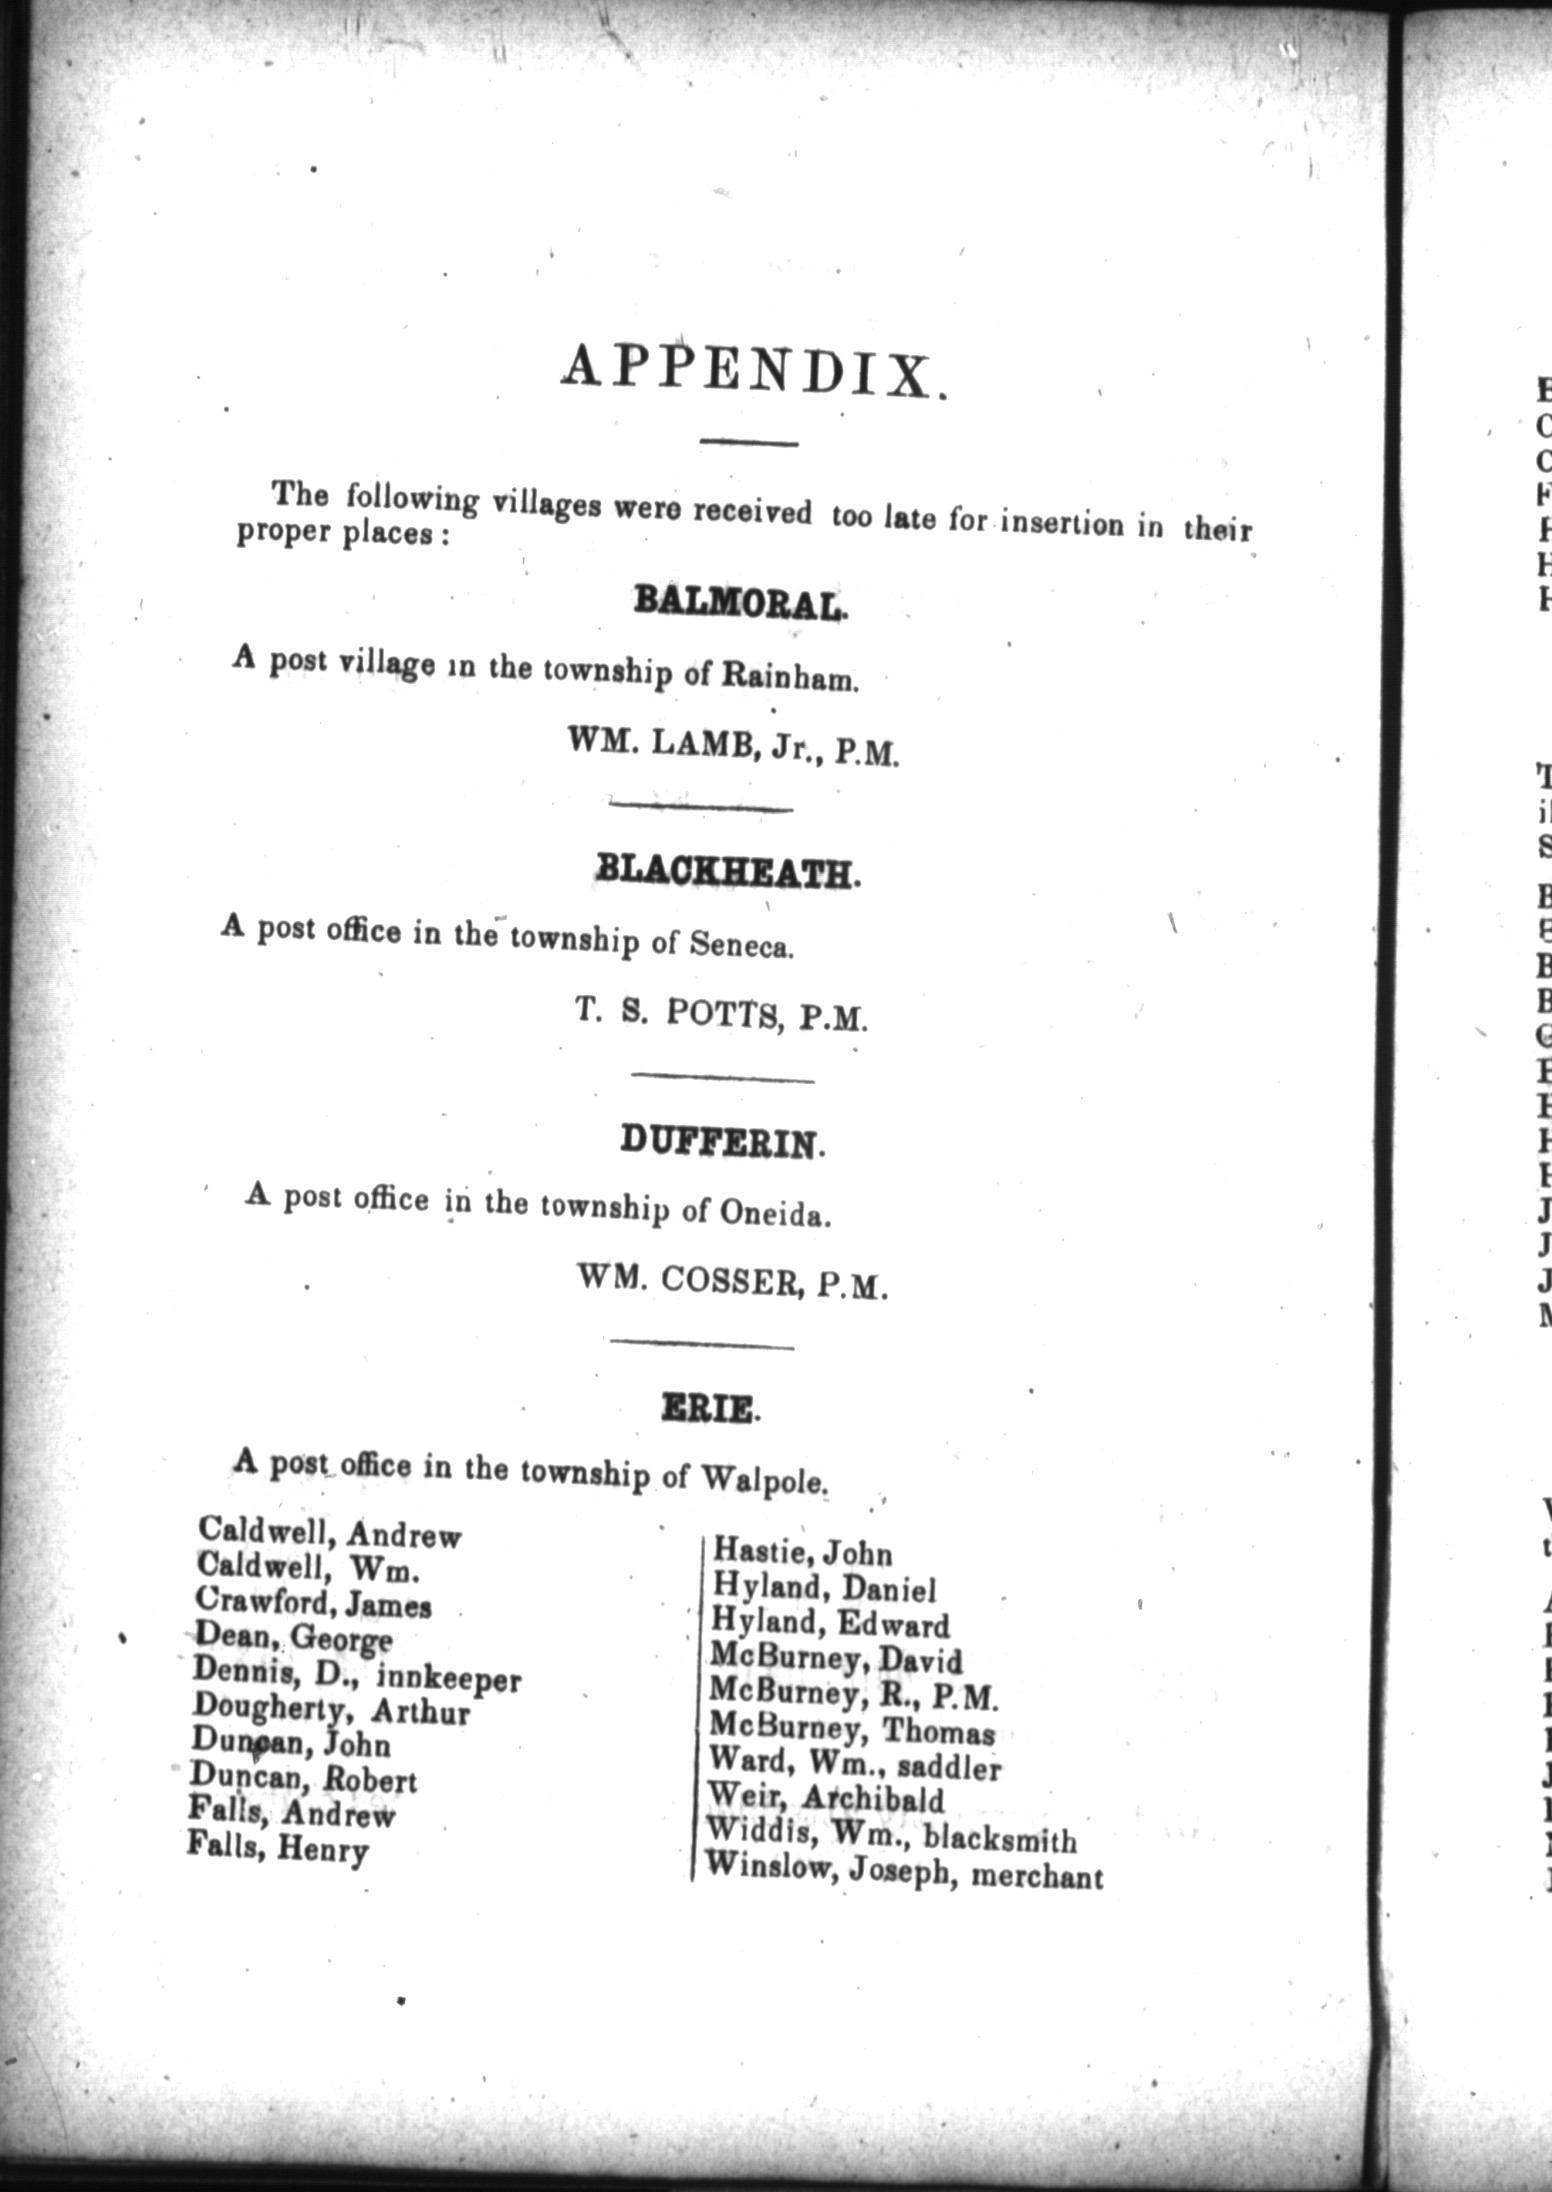 APPENDIX.
The following villages were received too late for insertion in their
proper places:
BALMORAL.
A post village in the township of Rainham.
WM. LAMB, Jr., P.M.
BLACKHEATH.
A post office in the township of Seneca.
T. S. POTTS, P.M.
DUFFERIN.
A post office in the township of Oneida.
WM. COSSER, P.M.
ERIE.
A post office in the township of Walpole.
Caldwell, Andrew
Caldwell, Wm.
Crawford, James
Dean, George
Dennis, D., innkeeper
Dougherty, Arthur
Duncan, John
Duncan, Robert
Falls, Andrew
Falls, Henry
Hastie, John
Hyland, Daniel
Hyland, Edward
McBurney, David
McBurney, R., P.M.
McBurney, Thomas
Ward, Wm., saddler
Weir, Archibald
Widdis, Wm., blacksmith
Winslow, Joseph, merchant